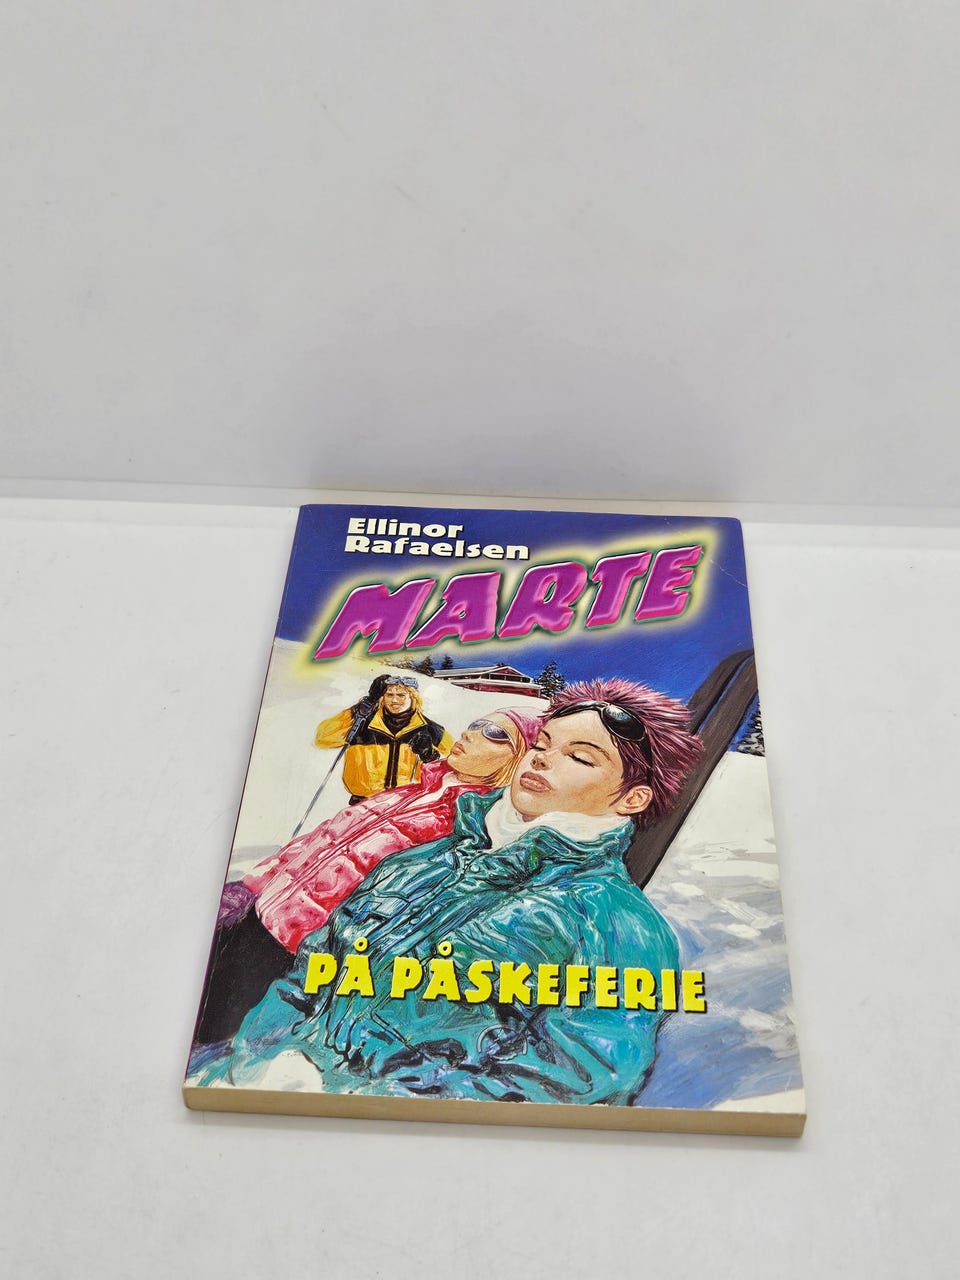 Ellinor
Rafaelsen
MARTE
PÅ PÅSKEFERIE